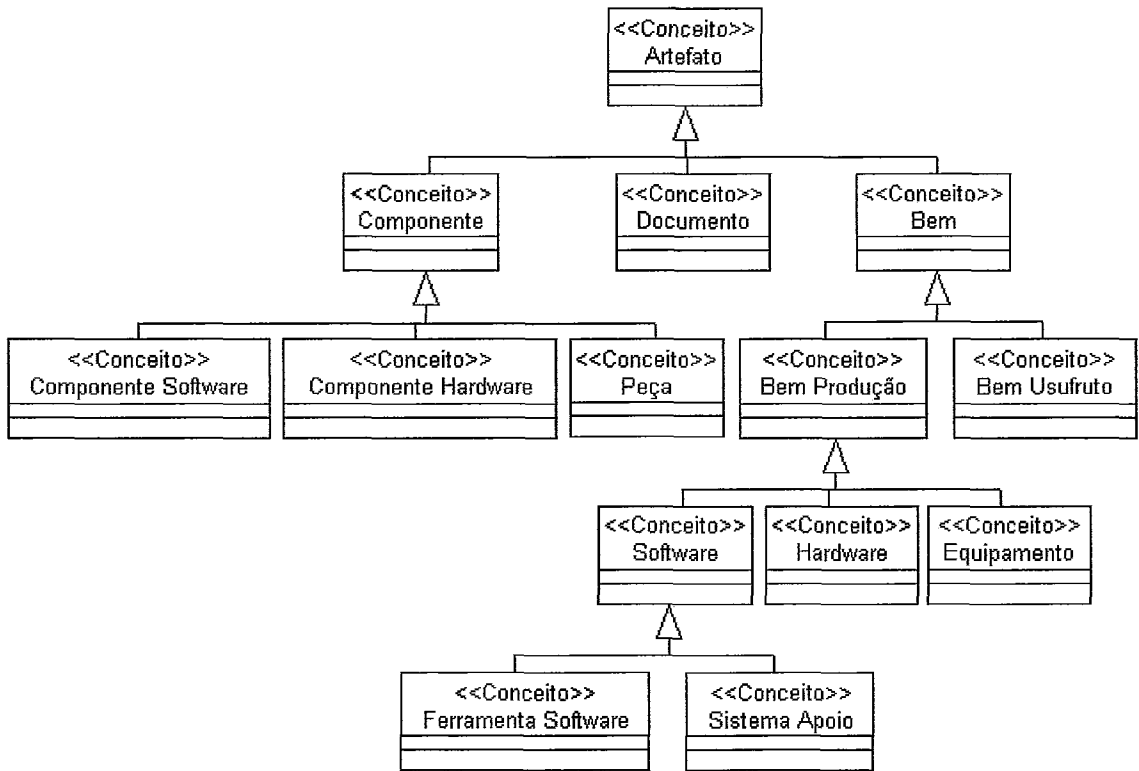 <<Conceito>>
Artefato
<<Conceito>>
Componente
<<Conceito>>
Documento
<<Conceito>>
Bem
<<Conceito>>
Componente Software
<<Conceito>>
Componente Hardware
<<Conceito>>
Peça
<<Conceito>>
Bem Produção
<<Conceito>>
Bem Usufruto
<<Conceito>>
Software
<<Conceito>>
Hardware
<<Conceito>>
Equipamento
<<Conceito>>
Ferramenta Software
<<Conceito>>
Sistema Apoio